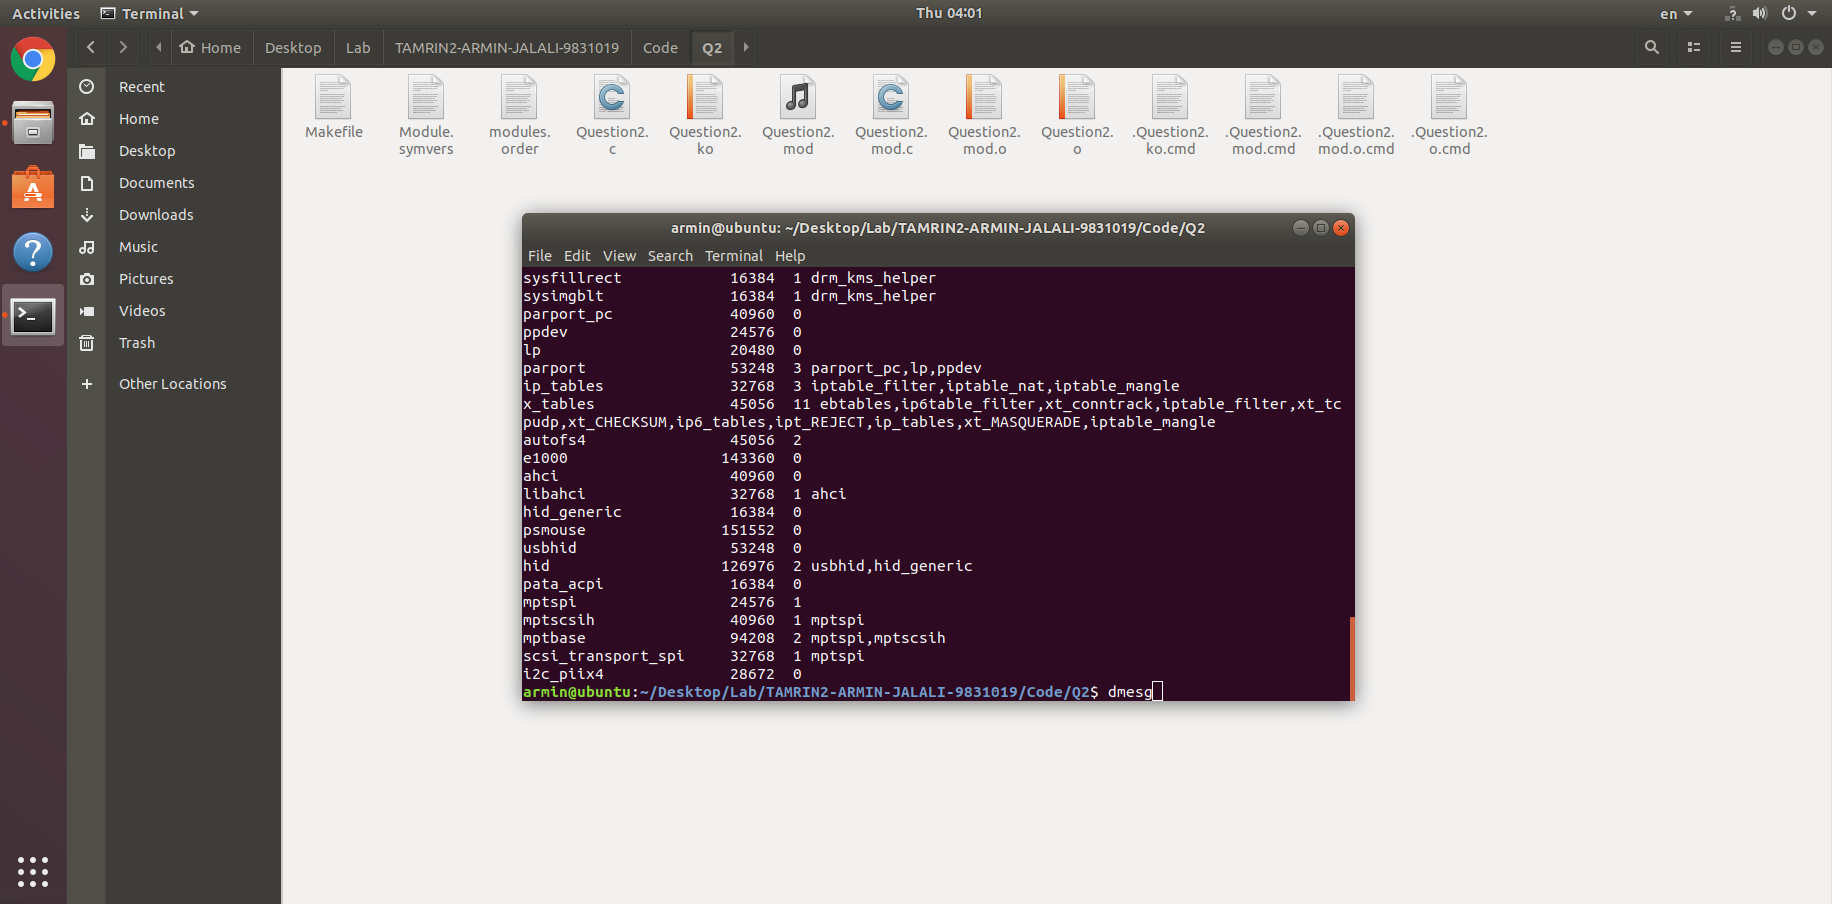 Activities Terminal Thu 04:01 en
Home Desktop Lab TAMRIN2-ARMIN-JALALI-9831019 Code Q2
Recent
Home
Desktop
Documents
Downloads
Music
Pictures
Videos
Trash
+ Other Locations
Makefile
Module.
symvers
modules.
order
Question2.
c
Question2.
ko
Question2.
mod
Question2.
mod.c
Question2.
mod.o
Question2.
o
.Question2.
ko.cmd
.Question2.
mod.cmd
.Question2.
mod.o.cmd
.Question2.
o.cmd
armin@ubuntu: ~/Desktop/Lab/TAMRIN2-ARMIN-JALALI-9831019/Code/Q2
File Edit View Search Terminal Help
sysfillrect 16384 1 drm_kms_helper
sysimgblt 16384 1 drm_kms_helper
parport_pc 40960 0
ppdev 24576 0
lp 20480 0
parport 53248 3 parport_pc,lp,ppdev
ip_tables 32768 3 iptable_filter,iptable_nat,iptable_mangle
x_tables 45056 11 ebtables,ip6table_filter,xt_conntrack,iptable_filter,xt_tc
pudp,xt_CHECKSUM,ip6_tables,ipt_REJECT,ip_tables,xt_MASQUERADE,iptable_mangle
autofs4 45056 2
e1000 143360 0
ahci 40960 0
libahci 32768 1 ahci
hid_generic 16384 0
psmouse 151552 0
usbhid 53248 0
hid 126976 2 usbhid,hid_generic
pata_acpi 16384 0
mptspi 24576 1
mptscsih 40960 1 mptspi
mptbase 94208 2 mptspi,mptscsih
scsi_transport_spi 32768 1 mptspi
i2c_piix4 28672 0
armin@ubuntu:~/Desktop/Lab/TAMRIN2-ARMIN-JALALI-9831019/Code/Q2$ dmesg